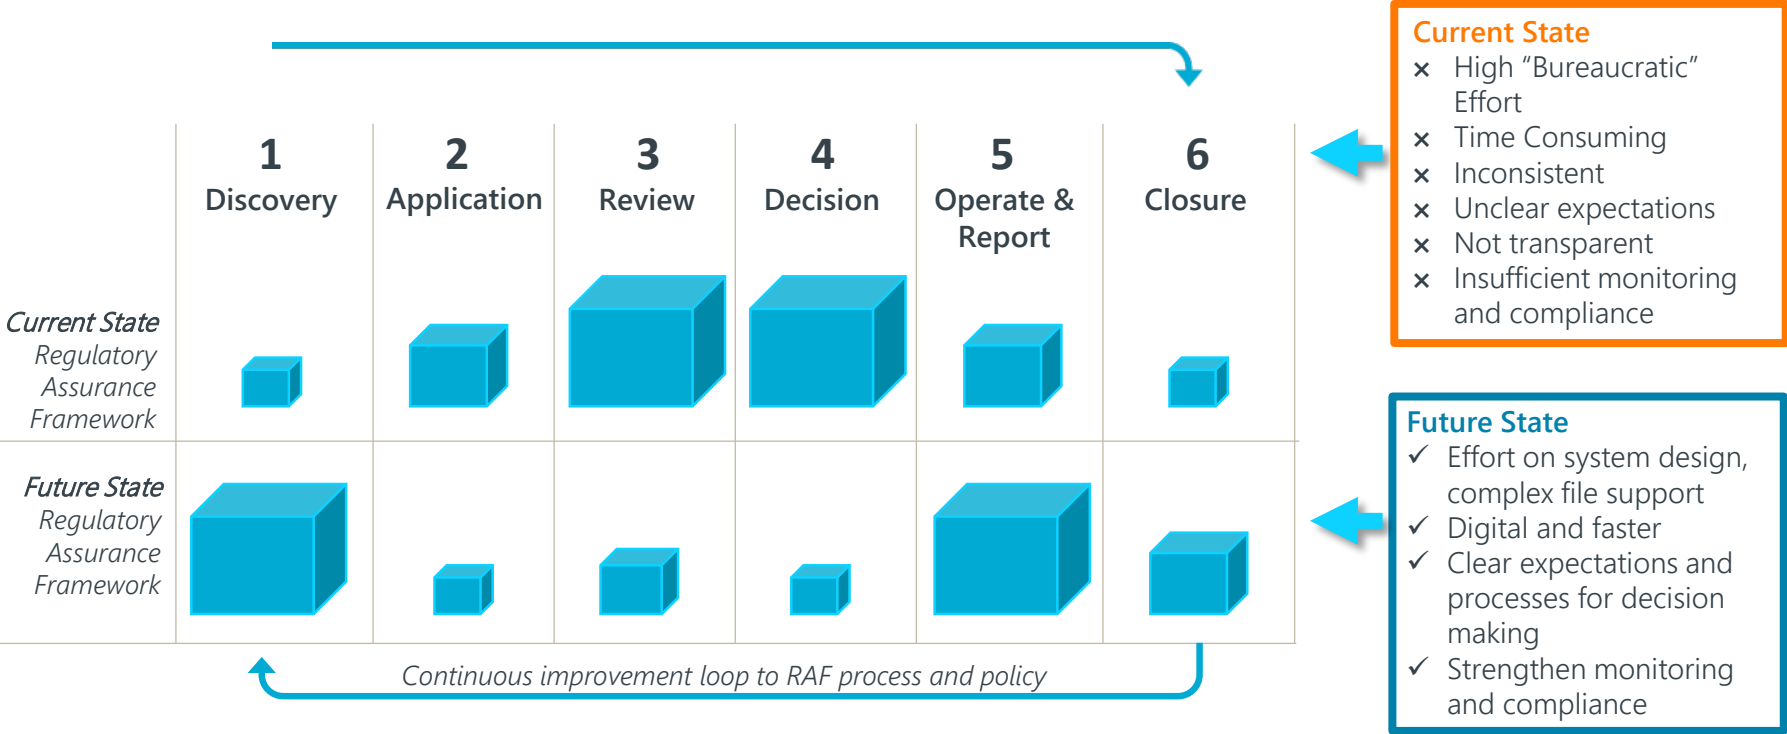 1
Discovery
2
Application
3
Review
4
Decision
5
Operate &
Report
6
Closure
Current State
Regulatory
Assurance
Framework
Future State
Regulatory
Assurance
Framework
Continuous improvement loop to RAF process and policy
Current State
× High “Bureaucratic”
Effort
× Time Consuming
× Inconsistent
× Unclear expectations
× Not transparent
× Insufficient monitoring
and compliance
Future State
✓ Effort on system design,
complex file support
✓ Digital and faster
✓ Clear expectations and
processes for decision
making
✓ Strengthen monitoring
and compliance